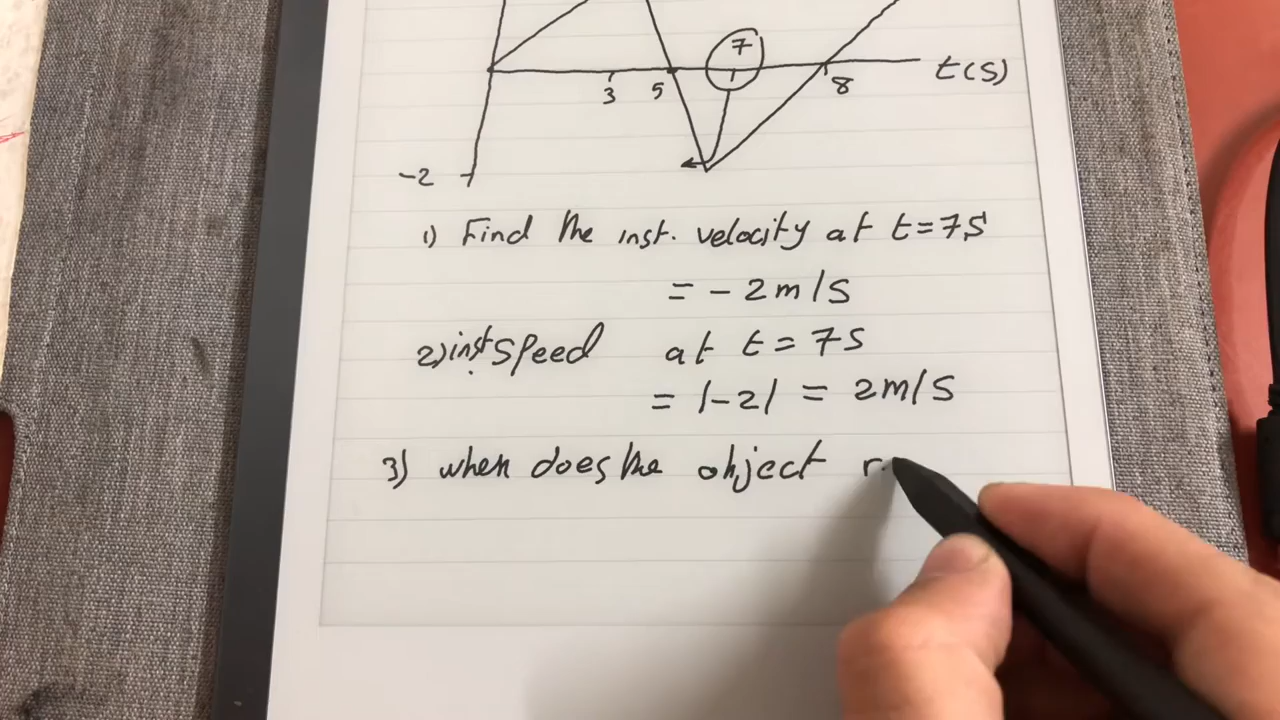 7
t(s)
3 5 8
-2
1) Find the inst. velocity at t=7s
= -2m/s
2) inst speed at t=7s
= |-2| = 2m/s
3) when does the object r